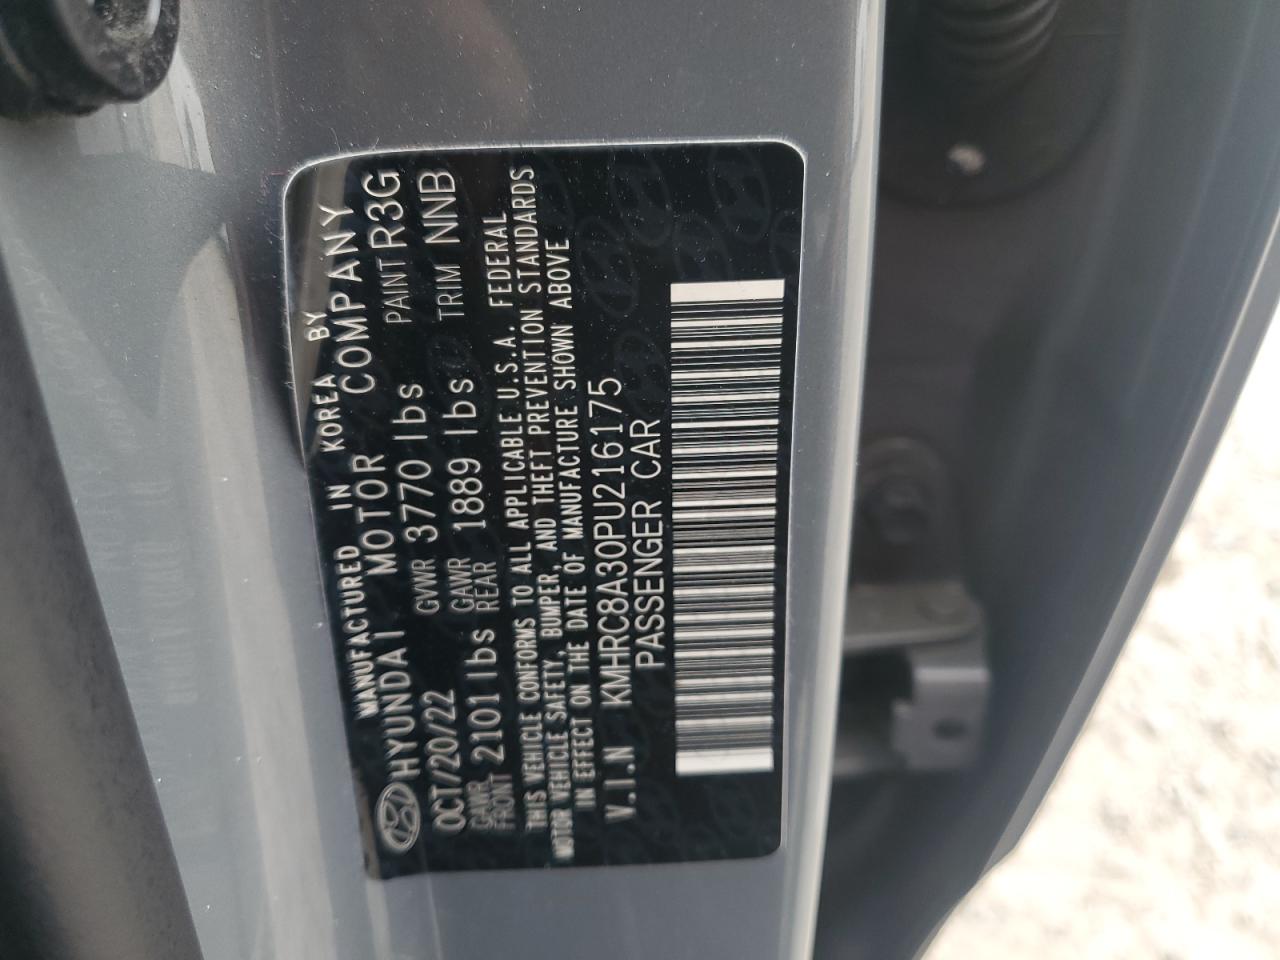 MANUFACTURED IN KOREA BY
HYUNDAI MOTOR COMPANY
OCT/20/22 GVWR 3770 lbs PAINT R3G
GAWR FRONT 2101 lbs GAWR REAR 1889 lbs TRIM NNB
THIS VEHICLE CONFORMS TO ALL APPLICABLE U.S.A. FEDERAL
MOTOR VEHICLE SAFETY, BUMPER, AND THEFT PREVENTION STANDARDS
IN EFFECT ON THE DATE OF MANUFACTURE SHOWN ABOVE
V.I.N KMHRC8A30PU216175
PASSENGER CAR